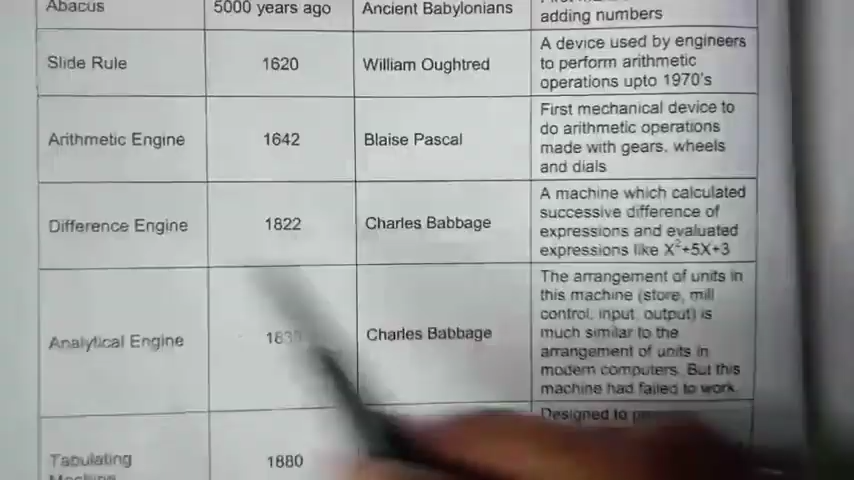 Abacus 5000 years ago Ancient Babylonians
adding numbers
Slide Rule 1620 William Oughtred
A device used by engineers
to perform arithmetic
operations upto 1970's
Arithmetic Engine 1642 Blaise Pascal
First mechanical device to
do arithmetic operations
made with gears, wheels
and dials
Difference Engine 1822 Charles Babbage
A machine which calculated
successive difference of
expressions and evaluated
expressions like X²+5X+3
Analytical Engine Charles Babbage
The arrangement of units in
this machine (store, mill
control, input, output) is
much similar to the
arrangement of units in
modern computers. But this
machine had failed to work.
Tabulating 1880
Designed to